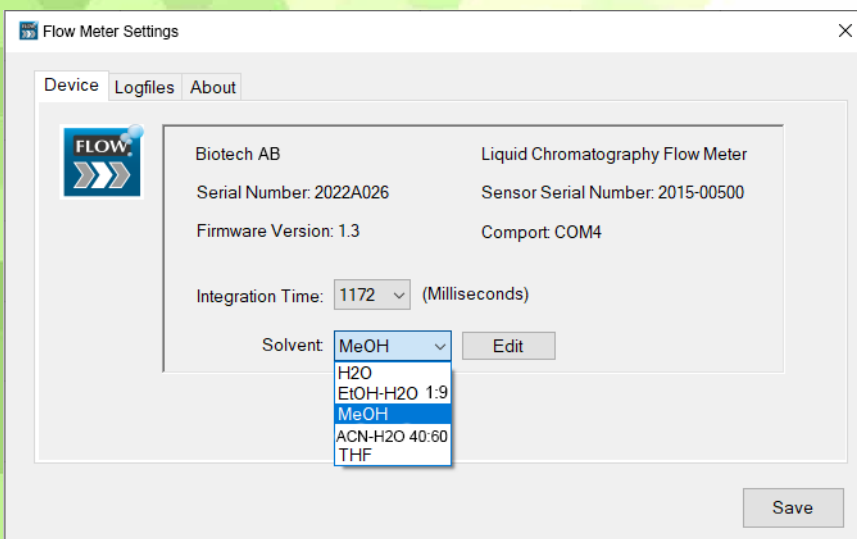 Flow Meter Settings
Device Logfiles About
FLOW
Biotech AB
Liquid Chromatography Flow Meter
Serial Number: 2022A026
Sensor Serial Number: 2015-00500
Firmware Version: 1.3
Comport: COM4
Integration Time: 1172 (Milliseconds)
Solvent: MeOH Edit
H2O
EtOH-H2O 1:9
MeOH
ACN-H2O 40:60
THF
Save